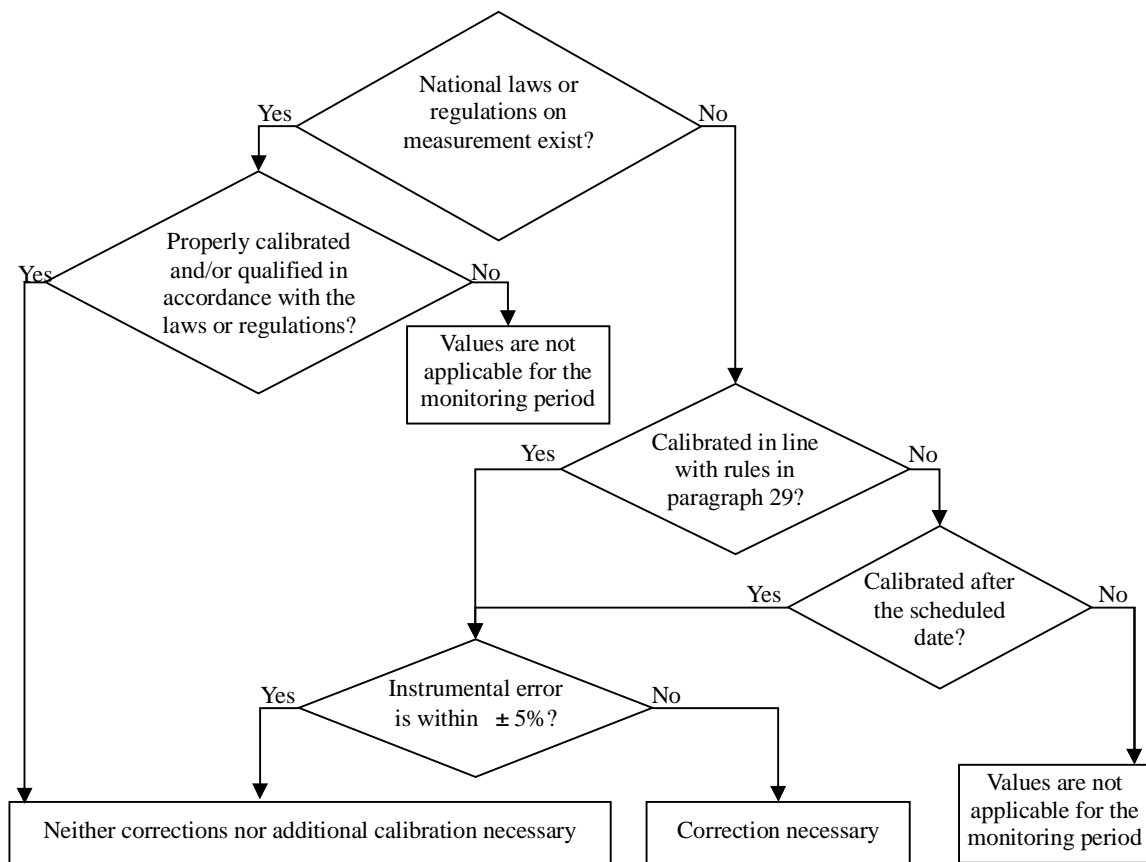 National laws or
regulations on
measurement exist?
Yes
No
Properly calibrated
and/or qualified in
accordance with the
laws or regulations?
Yes
No
Values are not
applicable for the
monitoring period
Calibrated in line
with rules in
paragraph 29?
Yes
No
Calibrated after
the scheduled
date?
Yes
No
Instrumental error
is within ± 5%?
Yes
No
Neither corrections nor additional calibration necessary
Correction necessary
Values are not
applicable for the
monitoring period